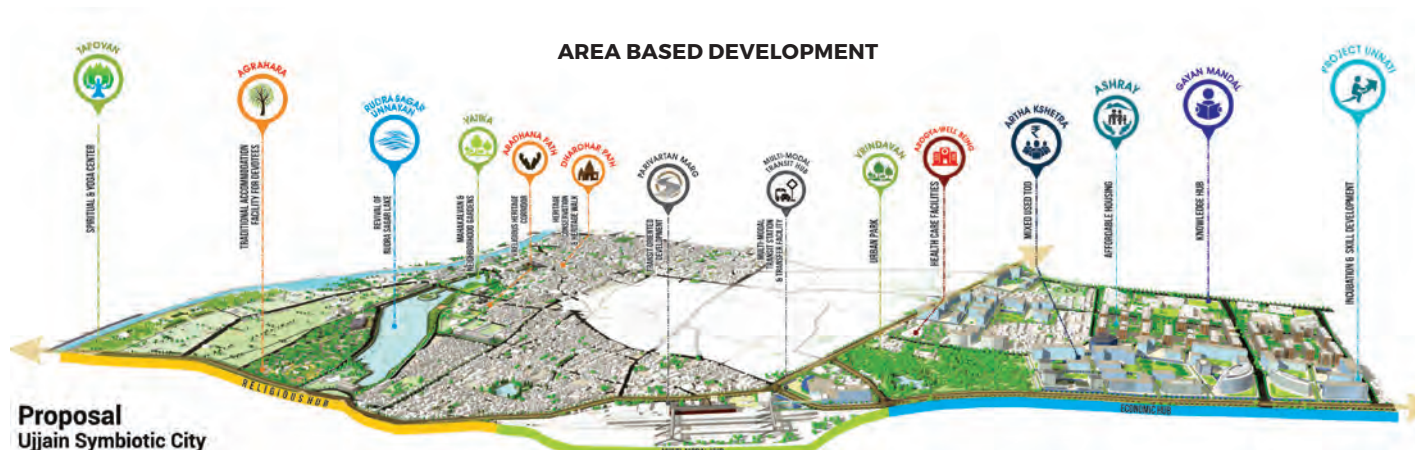 AREA BASED DEVELOPMENT
TAPOVAN
SPIRITUAL & YOGA CENTER
AGRAHARA
TRADITIONAL ACCOMNODATION
FACILITY FOR DEVOTEES
RUDRA SAGAR
UNNAYAN
REVIVAL OF
RUDRA SAGAR LAKE
VATIKA
MAHAKALVAN &
NEIGHBORHOOD GARDENS
ARADHANA PATH
RELIGIOUS HERITAGE
CORRIDOR
DHAROHAR PATH
HERITAGE
CONSERVATION
& HERITAGE WALK
PARIVARTAN MARG
TRANSIT-ORIENTED
DEVELOPMENT
MULTI-MODAL
TRANSIT HUB
MULTI-MODAL
TRANSIT STATION
& TRANSFER FACILITY
VRINDAVAN
URBAN PARK
AROGYA-WELL BEING
HEALTH CARE FACILITIES
ARTHA KSHETRA
MIXED USED TOD
ASHRAY
AFFORDABLE HOUSING
GAYAN MANDAL
KNOWLEDGE HUB
PROJECT UNNATI
INCUBATION & SKILL DEVELOPMENT
RELIGIOUS HUB
ECONOMIC HUB
Proposal
Ujjain Symbiotic City